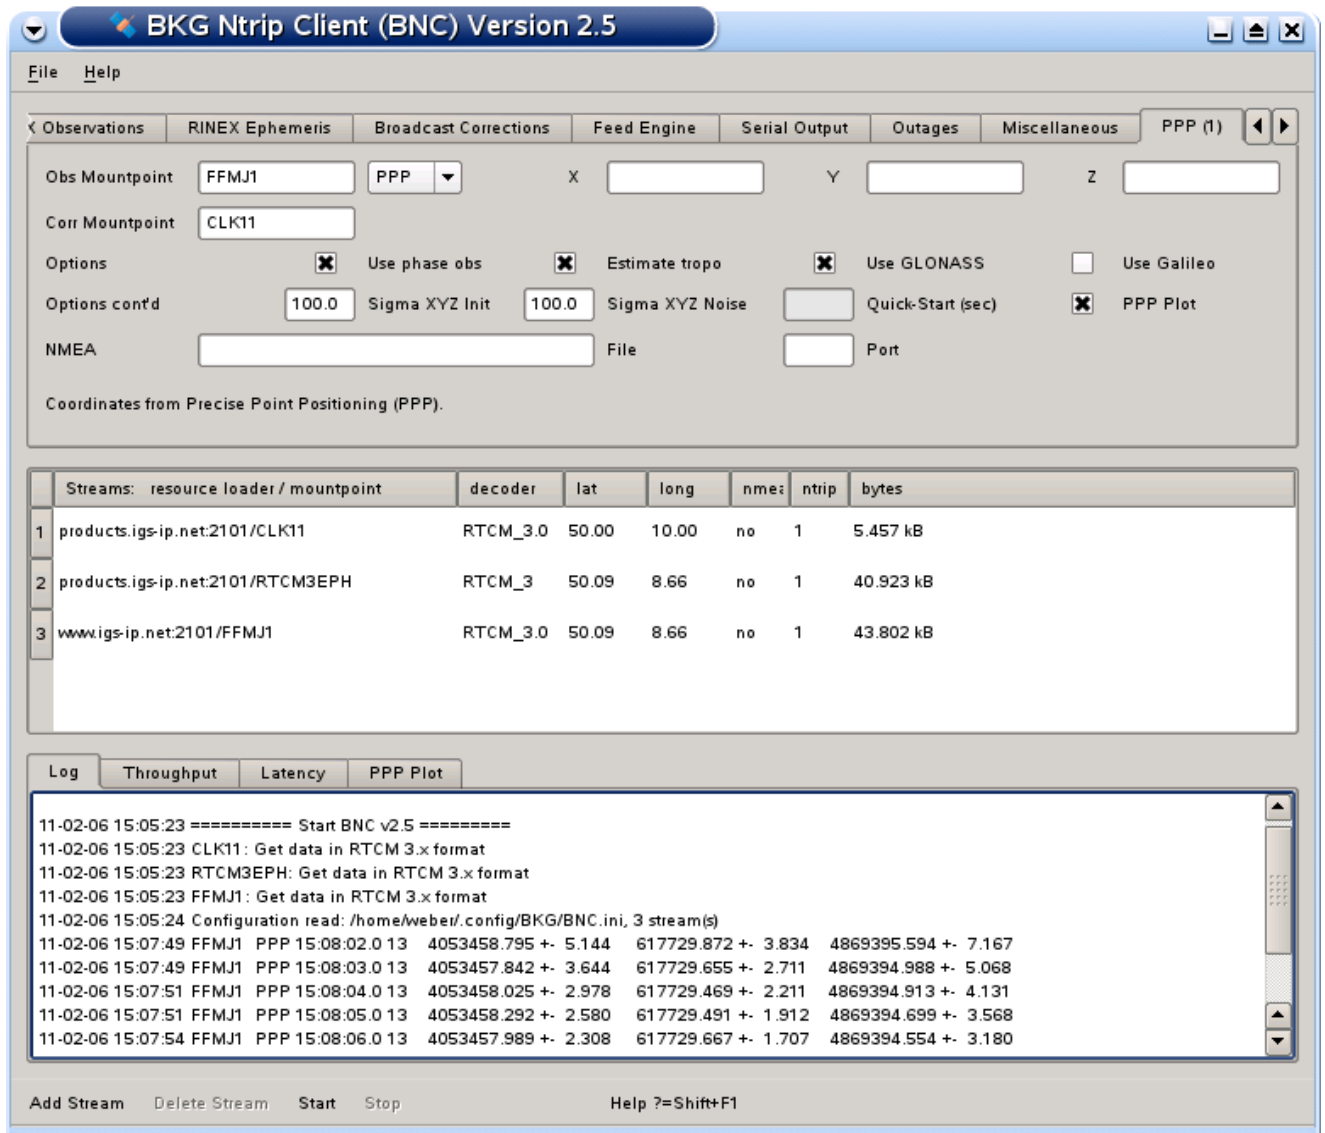 BKG Ntrip Client (BNC) Version 2.5
File Help
X Observations RINEX Ephemeris Broadcast Corrections Feed Engine Serial Output Outages Miscellaneous PPP (1)
Obs Mountpoint FFMJ1 PPP X Y Z
Corr Mountpoint CLK11
Options Use phase obs Estimate tropo Use GLONASS Use Galileo
Options cont'd 100.0 Sigma XYZ Init 100.0 Sigma XYZ Noise Quick-Start (sec) PPP Plot
NMEA File Port
Coordinates from Precise Point Positioning (PPP).
Streams: resource loader / mountpoint decoder lat long nmea ntrip bytes
1 products.igs-ip.net:2101/CLK11 RTCM_3.0 50.00 10.00 no 1 5.457 kB
2 products.igs-ip.net:2101/RTCM3EPH RTCM_3 50.09 8.66 no 1 40.923 kB
3 www.igs-ip.net:2101/FFMJ1 RTCM_3.0 50.09 8.66 no 1 43.802 kB
Log Throughput Latency PPP Plot
11-02-06 15:05:23 ========== Start BNC v2.5 =========
11-02-06 15:05:23 CLK11: Get data in RTCM 3.x format
11-02-06 15:05:23 RTCM3EPH: Get data in RTCM 3.x format
11-02-06 15:05:23 FFMJ1: Get data in RTCM 3.x format
11-02-06 15:05:24 Configuration read: /home/weber/.config/BKG/BNC.ini, 3 stream(s)
11-02-06 15:07:49 FFMJ1 PPP 15:08:02.0 13 4053458.795 +- 5.144 617729.872 +- 3.834 4869395.594 +- 7.167
11-02-06 15:07:49 FFMJ1 PPP 15:08:03.0 13 4053457.842 +- 3.644 617729.655 +- 2.711 4869394.988 +- 5.068
11-02-06 15:07:51 FFMJ1 PPP 15:08:04.0 13 4053458.025 +- 2.978 617729.469 +- 2.211 4869394.913 +- 4.131
11-02-06 15:07:51 FFMJ1 PPP 15:08:05.0 13 4053458.292 +- 2.580 617729.491 +- 1.912 4869394.699 +- 3.568
11-02-06 15:07:54 FFMJ1 PPP 15:08:06.0 13 4053457.989 +- 2.308 617729.667 +- 1.707 4869394.554 +- 3.180
Add Stream Delete Stream Start Stop Help ?=Shift+F1